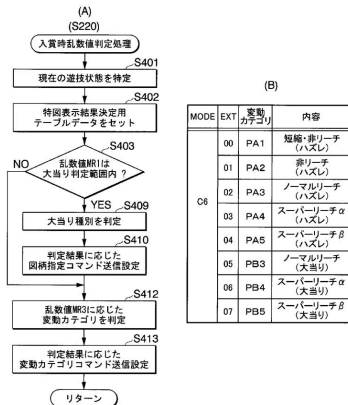 (A)
(S220)
入賞時乱数値判定処理
S401
現在の遊技状態を特定
S402
特図表示結果決定用
テーブルデータをセット
S403
乱数値MR1は
大当り判定範囲内？
NO
YES
S409
大当り種別を判定
S410
判定結果に応じた
図柄指定コマンド送信設定
S412
乱数値MR3に応じた
変動カテゴリを判定
S413
判定結果に応じた
変動カテゴリコマンド送信設定
リターン
(B)
MODE EXT 変動カテゴリ 内容
C6
00 PA1 短縮・非リーチ
(ハズレ)
01 PA2 非リーチ
(ハズレ)
02 PA3 ノーマルリーチ
(ハズレ)
03 PA4 スーパーリーチα
(ハズレ)
04 PA5 スーパーリーチβ
(ハズレ)
05 PB3 ノーマルリーチ
(大当り)
06 PB4 スーパーリーチα
(大当り)
07 PB5 スーパーリーチβ
(大当り)